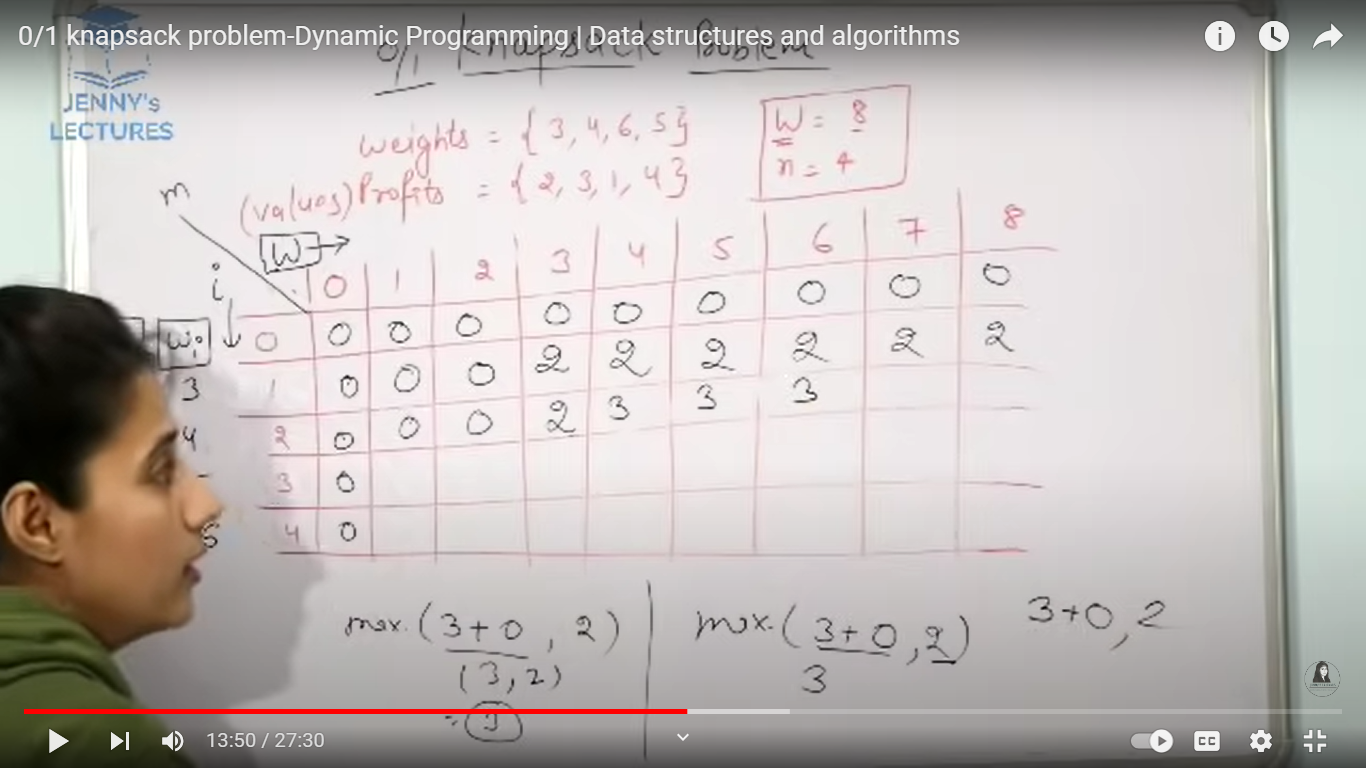 0/1 knapsack problem-Dynamic Programming | Data structures and algorithms
0/1 Knapsack Problem
JENNY's
LECTURES
weights = { 3, 4, 6, 5}
W = 8
(values) Profits = { 2, 3, 1, 4 }
n = 4
m
W →
i
0 1 2 3 4 5 6 7 8
wi 0 0 0 0 0 0 0 0 0 0
3 1 0 0 0 2 2 2 2 2 2
4 2 0 0 0 2 3 3 3
3 0
5 4 0
max. ( 3+0 , 2 )
max. ( 3+0 , 2 )
3+0, 2
( 3, 2 )
3
13:50 / 27:30
CC